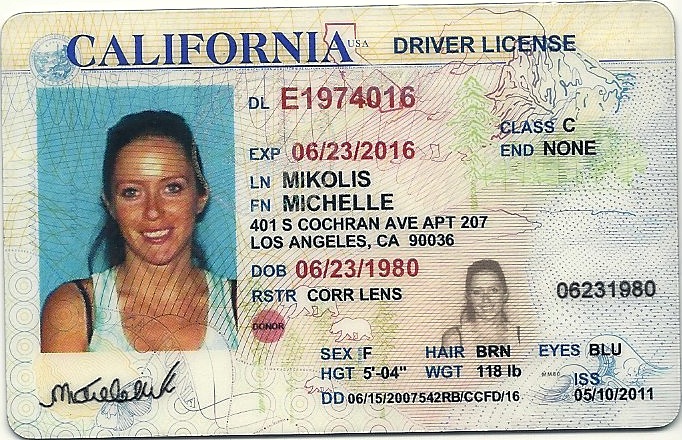 CALIFORNIA USA DRIVER LICENSE
DL E1974016
CLASS C
EXP 06/23/2016 END NONE
LN MIKOLIS
FN MICHELLE
401 S COCHRAN AVE APT 207
LOS ANGELES, CA 90036
DOB 06/23/1980
RSTR CORR LENS 06231980
DONOR
SEX F HAIR BRN EYES BLU
HGT 5'-04" WGT 118 lb ISS
DD 06/15/2007542RB/CCFD/16 05/10/2011